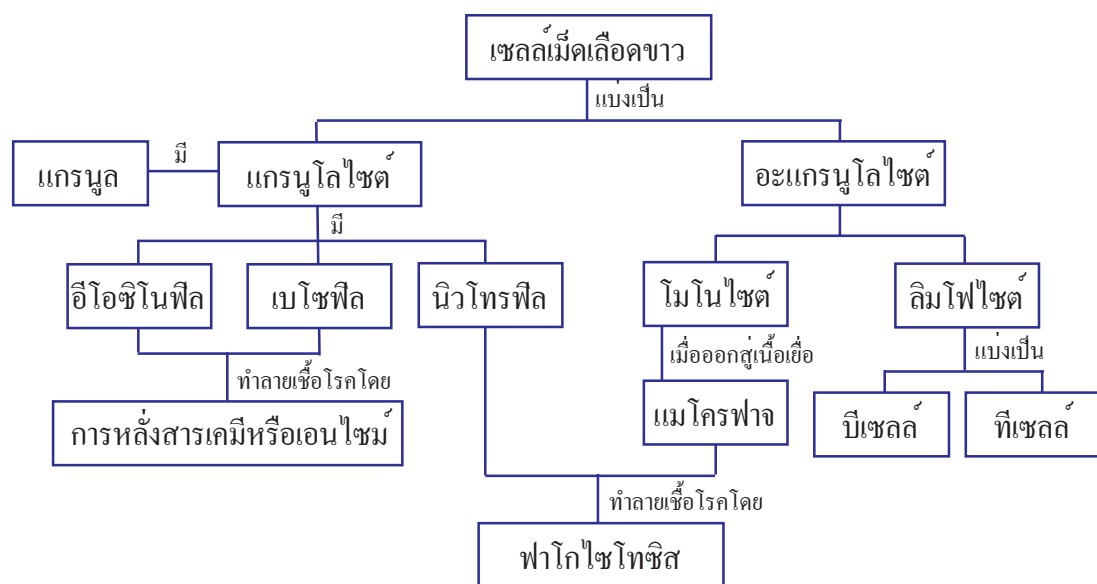 เซลล์เม็ดเลือดขาว
แบ่งเป็น
แกรนูล
มี
แกรนูโลไซต์
อะแกรนูโลไซต์
มี
อีโอซิโนฟิล
เบโซฟิล
นิวโทรฟิล
โมโนไซต์
ลิมโฟไซต์
เมื่อออกสู่เนื้อเยื่อ
แบ่งเป็น
ทำลายเชื้อโรคโดย
การหลั่งสารเคมีหรือเอนไซม์
แมโครฟาจ
บีเซลล์
ทีเซลล์
ทำลายเชื้อโรคโดย
ฟาโกไซโทซิส